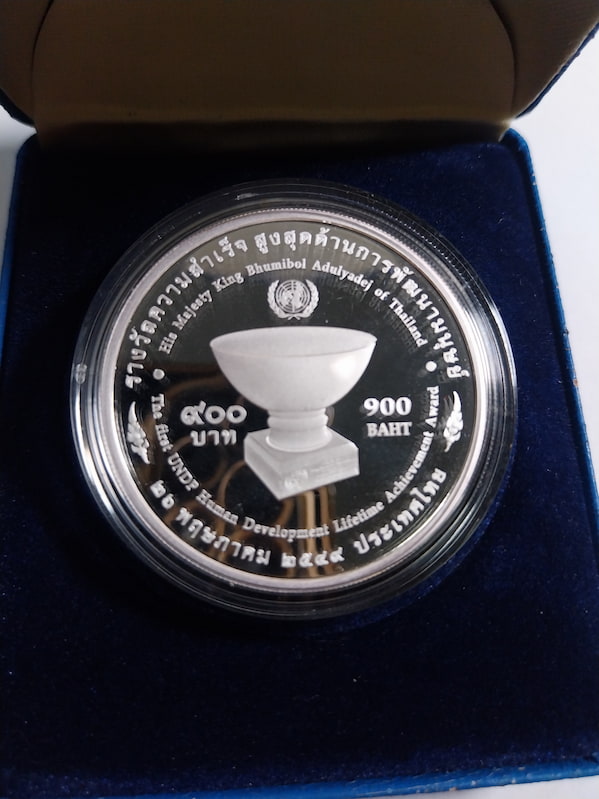 รางวัลความสำเร็จ สูงสุดด้านการพัฒนามนุษย์
His Majesty King Bhumibol Adulyadej of Thailand
๙๐๐
บาท
900
BAHT
The first UNDP Human Development Lifetime Achievement Award
๒๖ พฤษภาคม ๒๕๔๙ ประเทศไทย